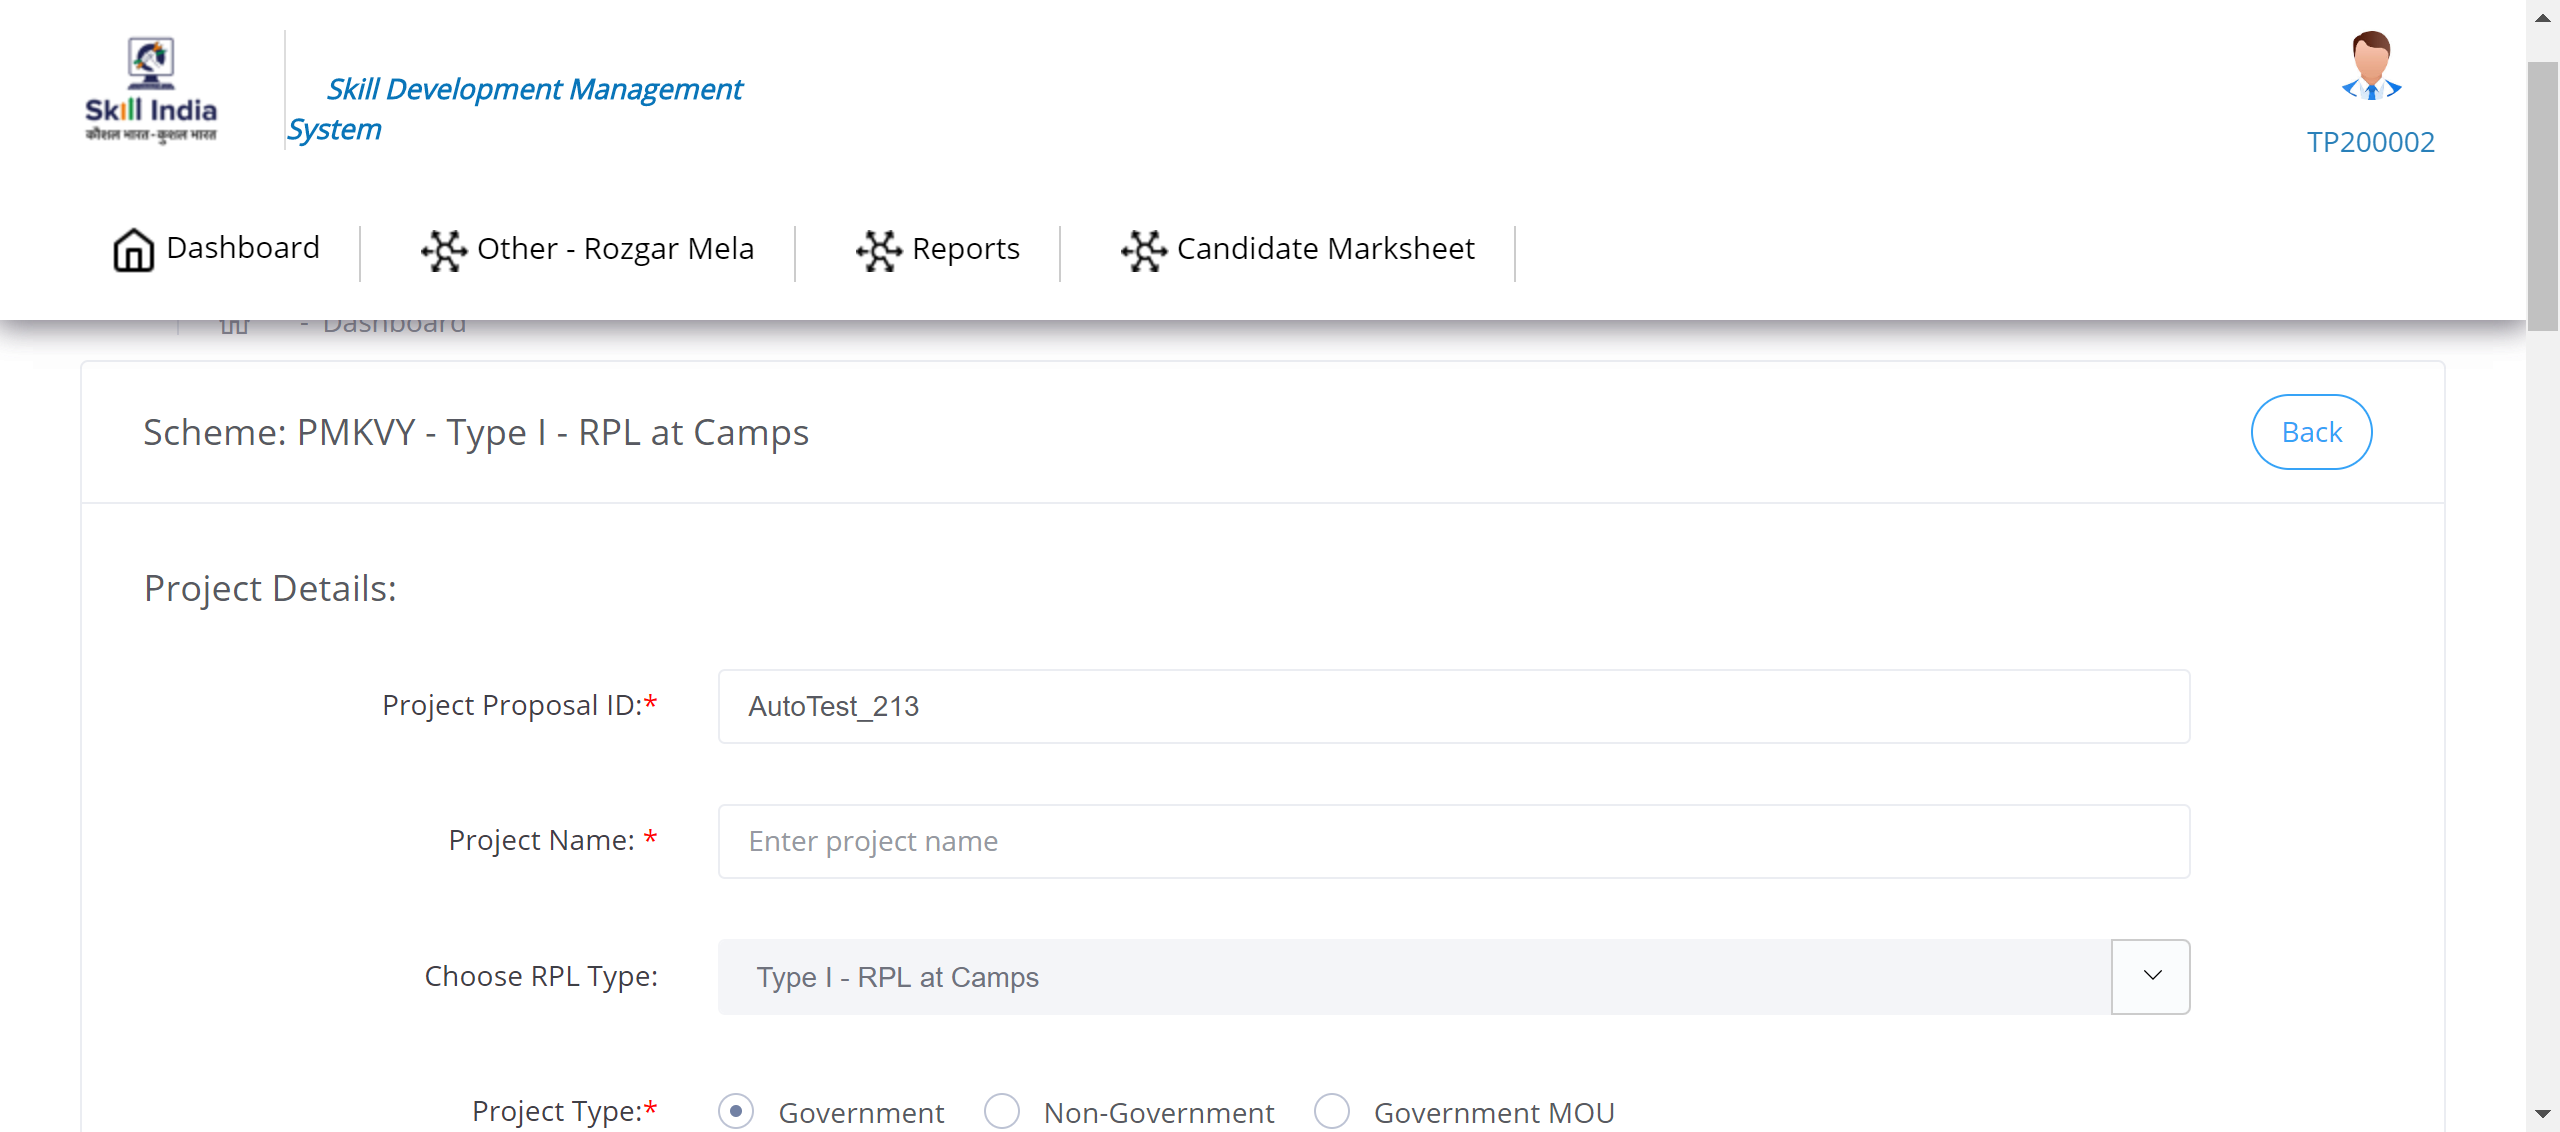 Skill India
कौशल भारत-कुशल भारत
Skill Development Management
System
TP200002
Dashboard
Other - Rozgar Mela
Reports
Candidate Marksheet
- Dashboard
Scheme: PMKVY - Type I - RPL at Camps
Back
Project Details:
Project Proposal ID:*
AutoTest_213
Project Name: *
Enter project name
Choose RPL Type:
Type I - RPL at Camps
Project Type:*
Government
Non-Government
Government MOU